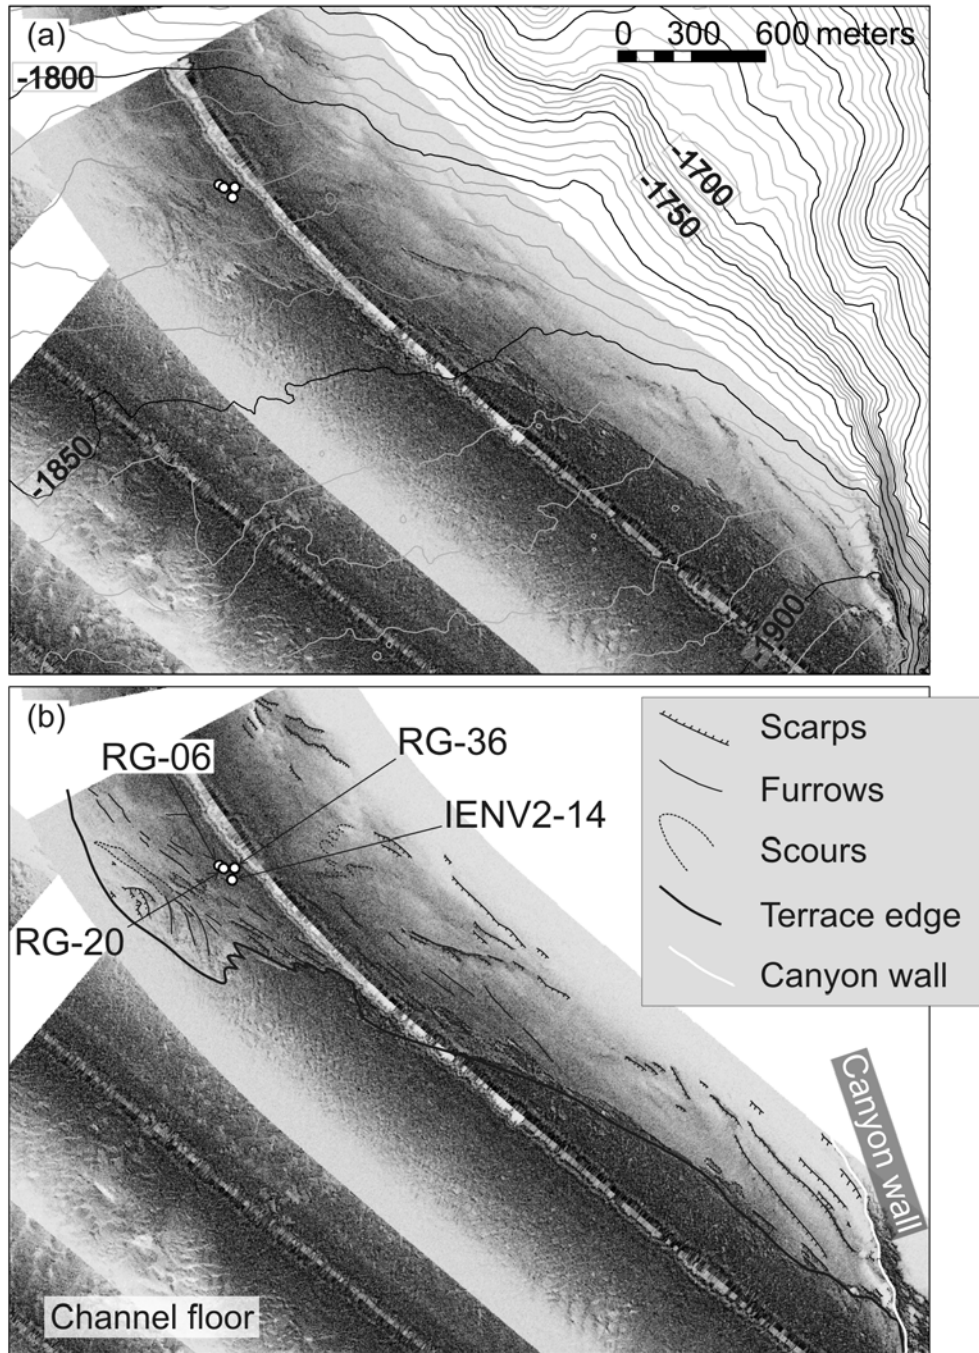 (a)
0 300 600 meters
-1800
-1700
-1750
-1850
-1900
(b)
RG-06
RG-36
IENV2-14
RG-20
Scarps
Furrows
Scours
Terrace edge
Canyon wall
Canyon wall
Channel floor